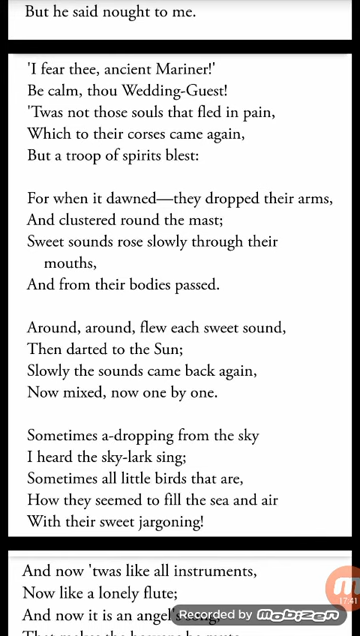 But he said nought to me.
'I fear thee, ancient Mariner!'
Be calm, thou Wedding-Guest!
'Twas not those souls that fled in pain,
Which to their corses came again,
But a troop of spirits blest:
For when it dawned—they dropped their arms,
And clustered round the mast;
Sweet sounds rose slowly through their
mouths,
And from their bodies passed.
Around, around, flew each sweet sound,
Then darted to the Sun;
Slowly the sounds came back again,
Now mixed, now one by one.
Sometimes a-dropping from the sky
I heard the sky-lark sing;
Sometimes all little birds that are,
How they seemed to fill the sea and air
With their sweet jargoning!
And now 'twas like all instruments,
Now like a lonely flute;
And now it is an angel's
17:41
Recorded by Mobizen